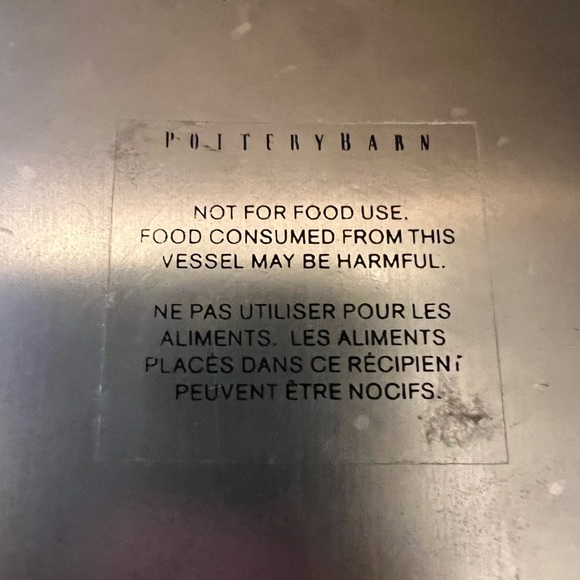 POTTERYBARN
NOT FOR FOOD USE.
FOOD CONSUMED FROM THIS
VESSEL MAY BE HARMFUL.
NE PAS UTILISER POUR LES
ALIMENTS. LES ALIMENTS
PLACÉS DANS CE RÉCIPIENT
PEUVENT ÊTRE NOCIFS.